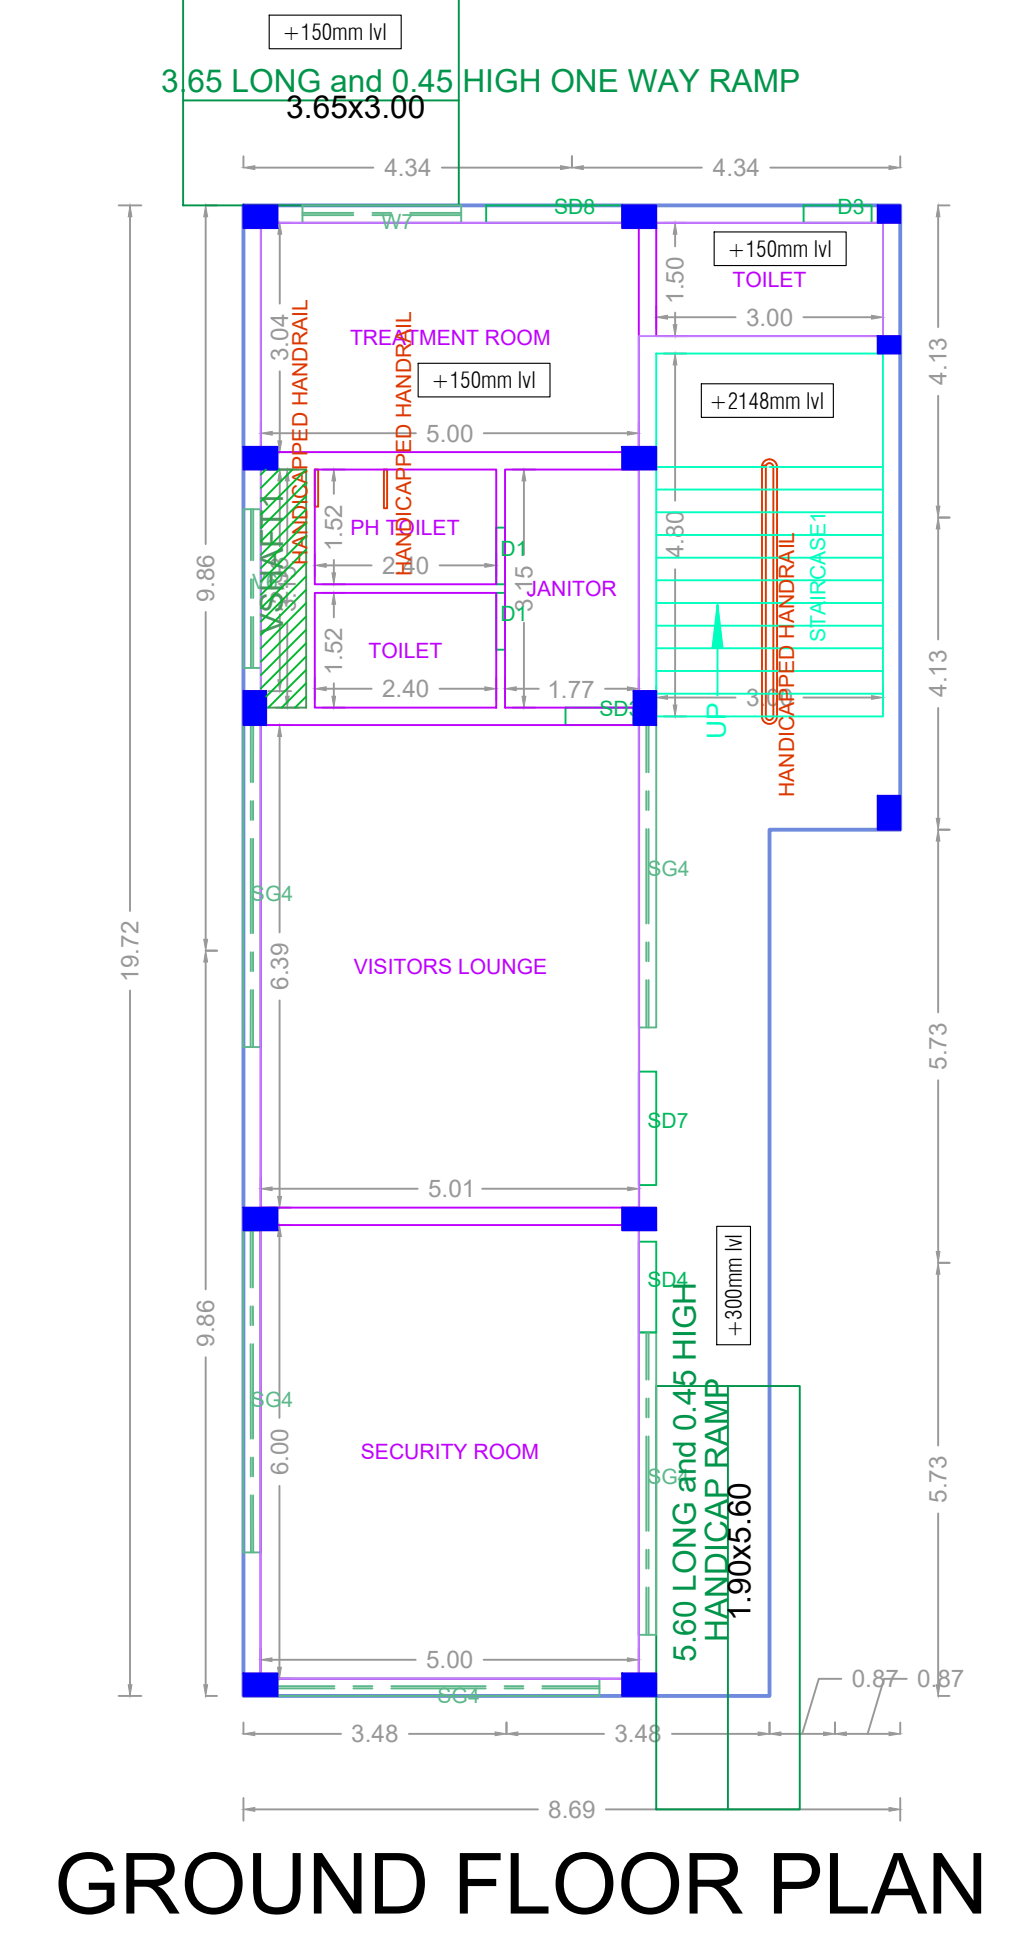 +150mm lvl
3.65 LONG and 0.45 HIGH ONE WAY RAMP
3.65x3.00
4.34
4.34
W7
SD8
D3
+150mm lvl
TOILET
1.50
3.00
3.04
HANDICAPPED HANDRAIL
HANDICAPPED HANDRAIL
TREATMENT ROOM
+150mm lvl
5.00
+2148mm lvl
4.13
9.86
1.52
PH TOILET
2.40
D1
3.15
JANITOR
D1
1.52
TOILET
2.40
1.77
SD3
4.80
STAIRCASE1
HANDICAPPED HANDRAIL
UP
4.13
SG4
SG4
19.72
6.39
VISITORS LOUNGE
5.73
SD7
5.01
+300mm lvl
SD4
9.86
SG4
6.00
SECURITY ROOM
SG4
5.60 LONG and 0.45 HIGH
HANDICAP RAMP
1.90x5.60
5.73
5.00
SG4
0.87
0.87
3.48
3.48
8.69
GROUND FLOOR PLAN